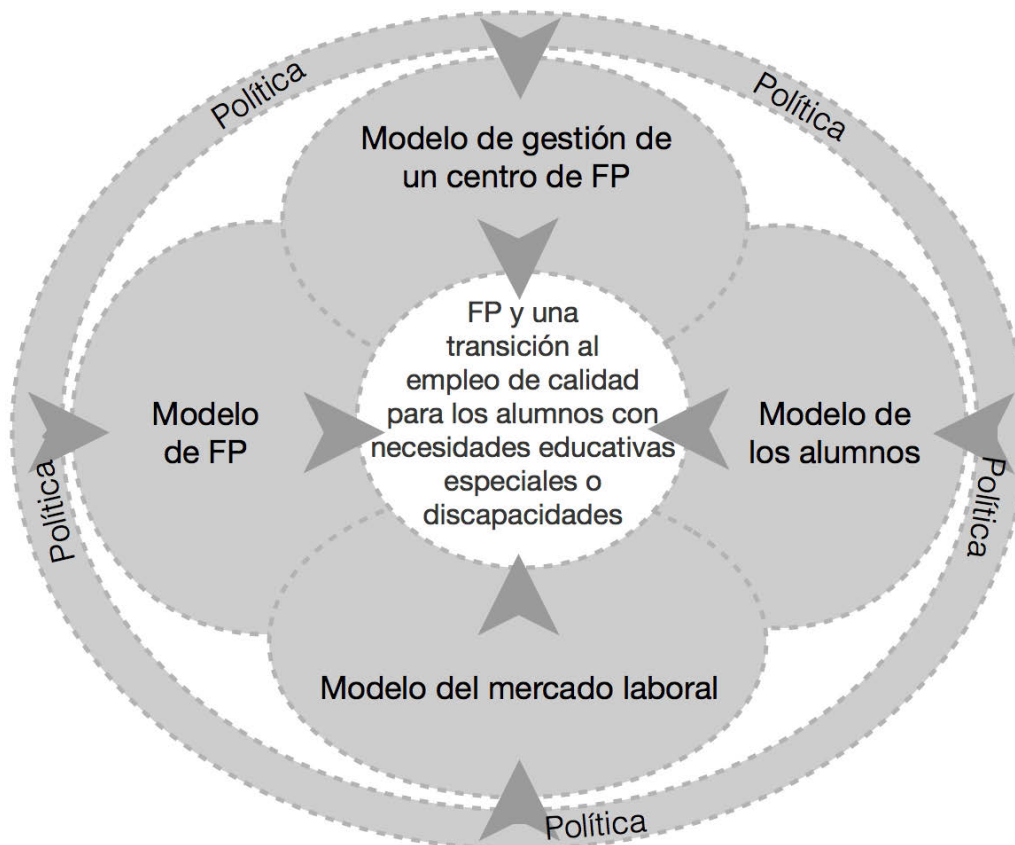 Política
Política
Modelo de gestión de
un centro de FP
FP y una
transición al
empleo de calidad
para los alumnos con
necesidades educativas
especiales o
discapacidades
Modelo
de FP
Modelo de
los alumnos
Política
Política
Modelo del mercado laboral
Política